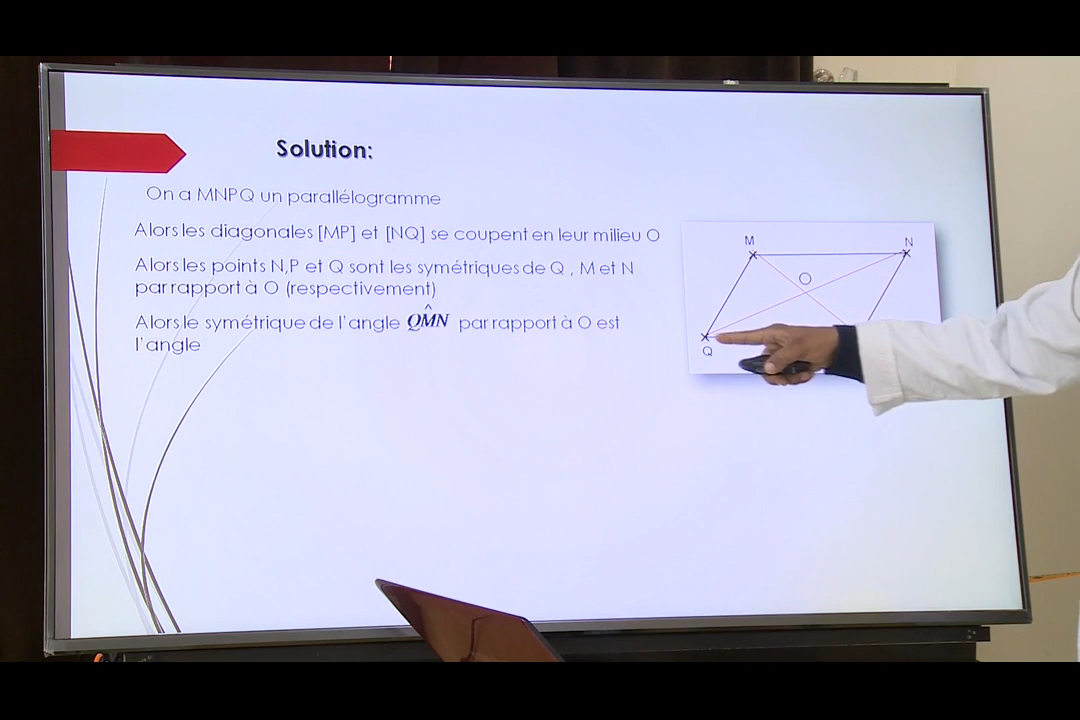 Solution:
On a MNPQ un parallélogramme
Alors les diagonales [MP] et [NQ] se coupent en leur milieu O
Alors les points N,P et Q sont les symétriques de Q , M et N
par rapport à O (respectivement)
Alors le symétrique de l'angle QM̂N par rapport à O est
l'angle
M
N
O
Q